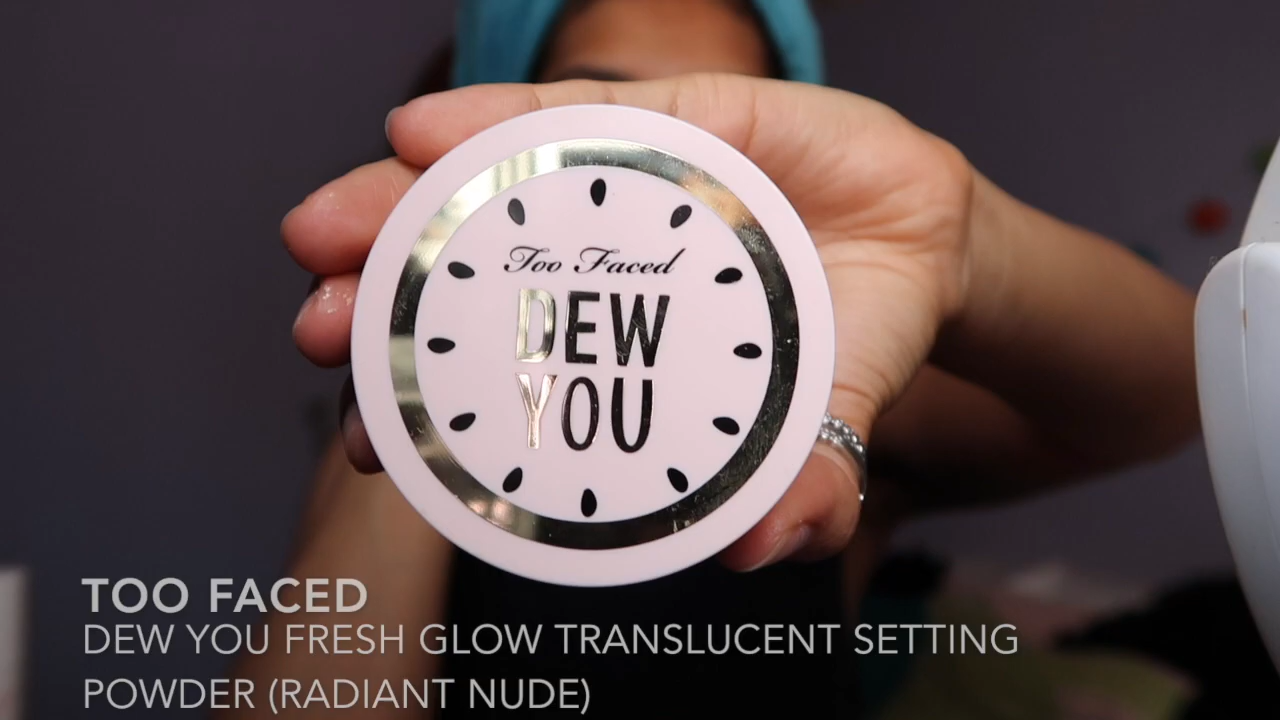 Too Faced
DEW
YOU
TOO FACED
DEW YOU FRESH GLOW TRANSLUCENT SETTING
POWDER (RADIANT NUDE)